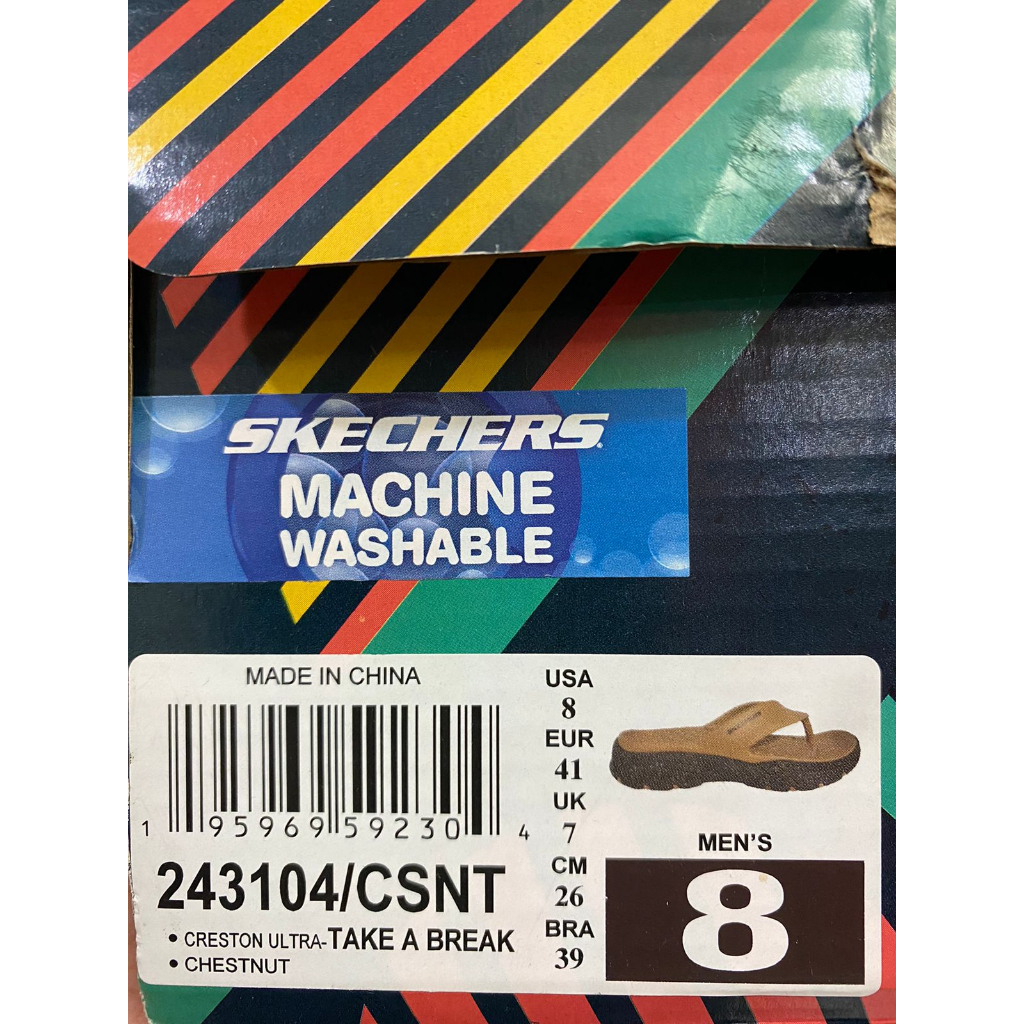 SKECHERS
MACHINE
WASHABLE
MADE IN CHINA
1 95969 59230 4
243104/CSNT
• CRESTON ULTRA-TAKE A BREAK
• CHESTNUT
USA
8
EUR
41
UK
7
CM
26
BRA
39
SKECHERS
MEN'S
8